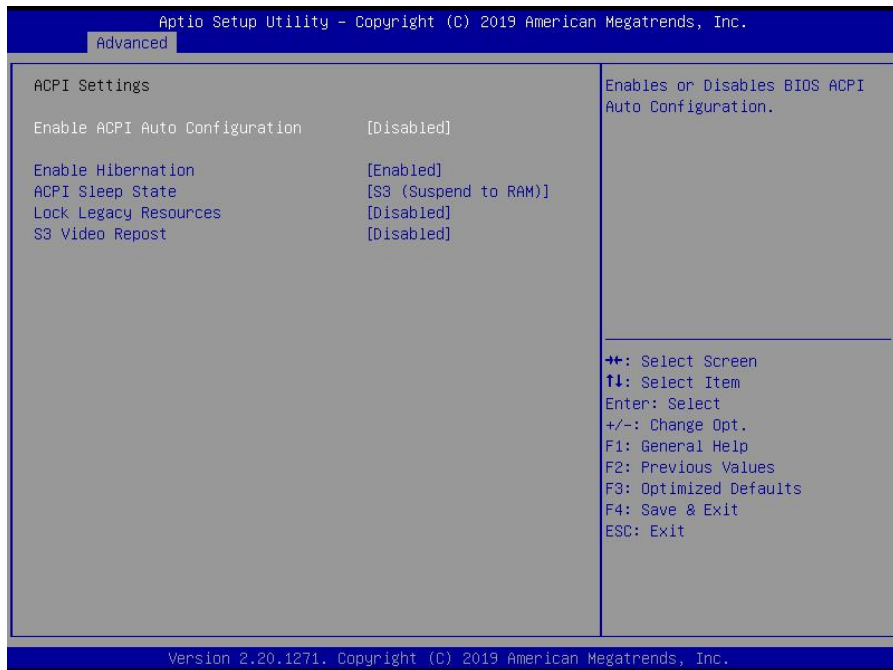 Aptio Setup Utility – Copyright (C) 2019 American Megatrends, Inc.
Advanced
ACPI Settings
Enable ACPI Auto Configuration [Disabled]
Enable Hibernation [Enabled]
ACPI Sleep State [S3 (Suspend to RAM)]
Lock Legacy Resources [Disabled]
S3 Video Repost [Disabled]
Enables or Disables BIOS ACPI
Auto Configuration.
→←: Select Screen
↑↓: Select Item
Enter: Select
+/-: Change Opt.
F1: General Help
F2: Previous Values
F3: Optimized Defaults
F4: Save & Exit
ESC: Exit
Version 2.20.1271. Copyright (C) 2019 American Megatrends, Inc.